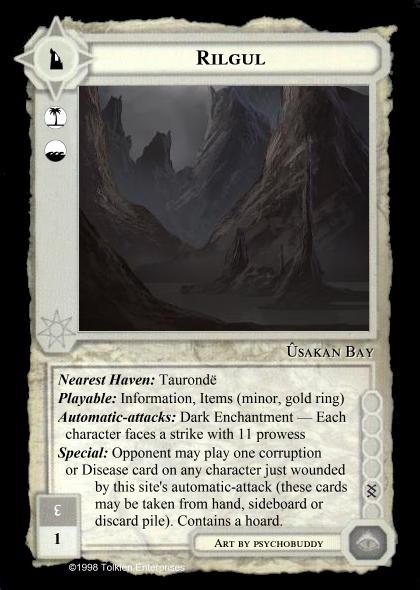 RILGUL
ÛSAKAN BAY
Nearest Haven: Taurondë
Playable: Information, Items (minor, gold ring)
Automatic-attacks: Dark Enchantment — Each
character faces a strike with 11 prowess
Special: Opponent may play one corruption
or Disease card on any character just wounded
by this site's automatic-attack (these cards
may be taken from hand, sideboard or
discard pile). Contains a hoard.
ε
1
ART BY PSYCHOBUDDY
©1998 Tolkien Enterprises